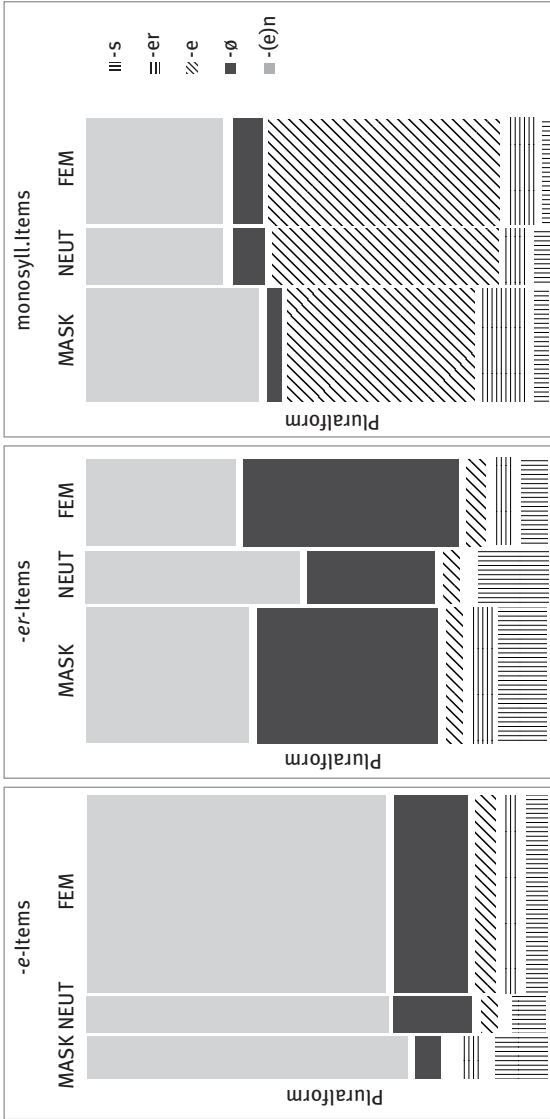 -e-Items
MASK NEUT FEM
Pluralform
-er-Items
MASK NEUT FEM
Pluralform
monosyll.Items
MASK NEUT FEM
Pluralform
-s
-er
-e
-ø
-(e)n